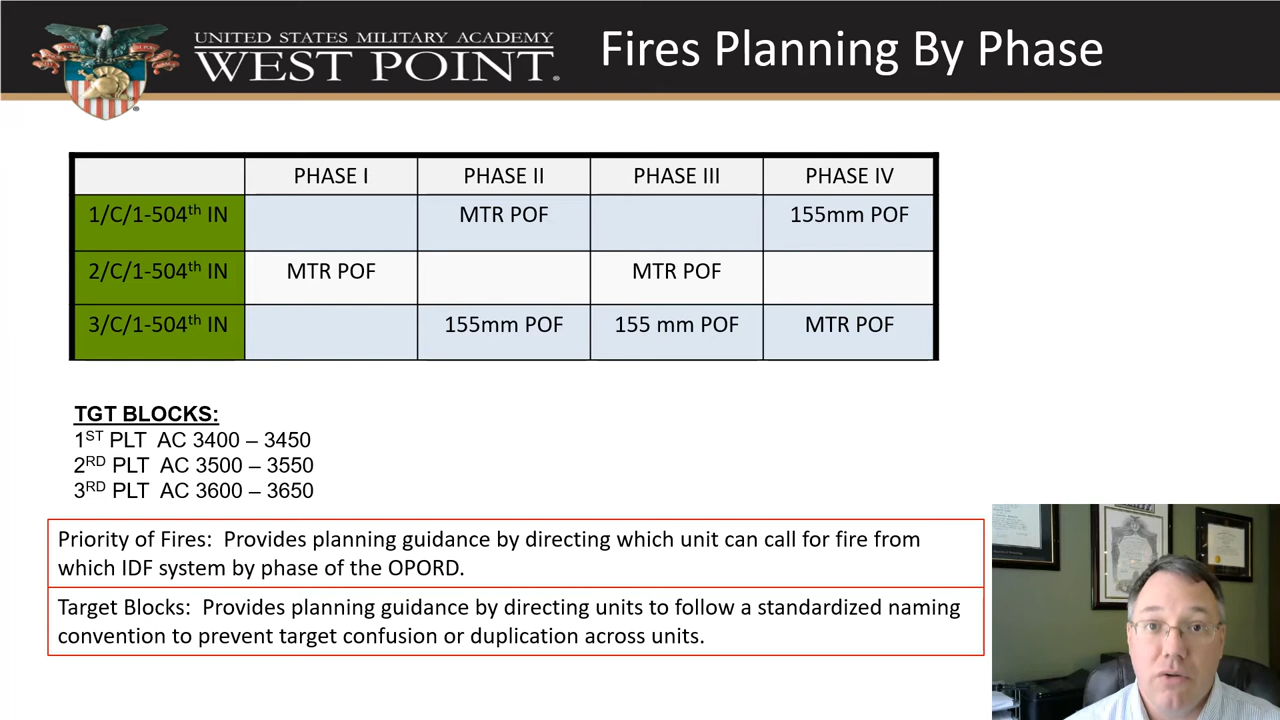 UNITED STATES MILITARY ACADEMY
WEST POINT
Fires Planning By Phase
PHASE I PHASE II PHASE III PHASE IV
1/C/1-504th IN MTR POF 155mm POF
2/C/1-504th IN MTR POF MTR POF
3/C/1-504th IN 155mm POF 155 mm POF MTR POF
TGT BLOCKS:
1ST PLT AC 3400 – 3450
2RD PLT AC 3500 – 3550
3RD PLT AC 3600 – 3650
Priority of Fires: Provides planning guidance by directing which unit can call for fire from
which IDF system by phase of the OPORD.
Target Blocks: Provides planning guidance by directing units to follow a standardized naming
convention to prevent target confusion or duplication across units.